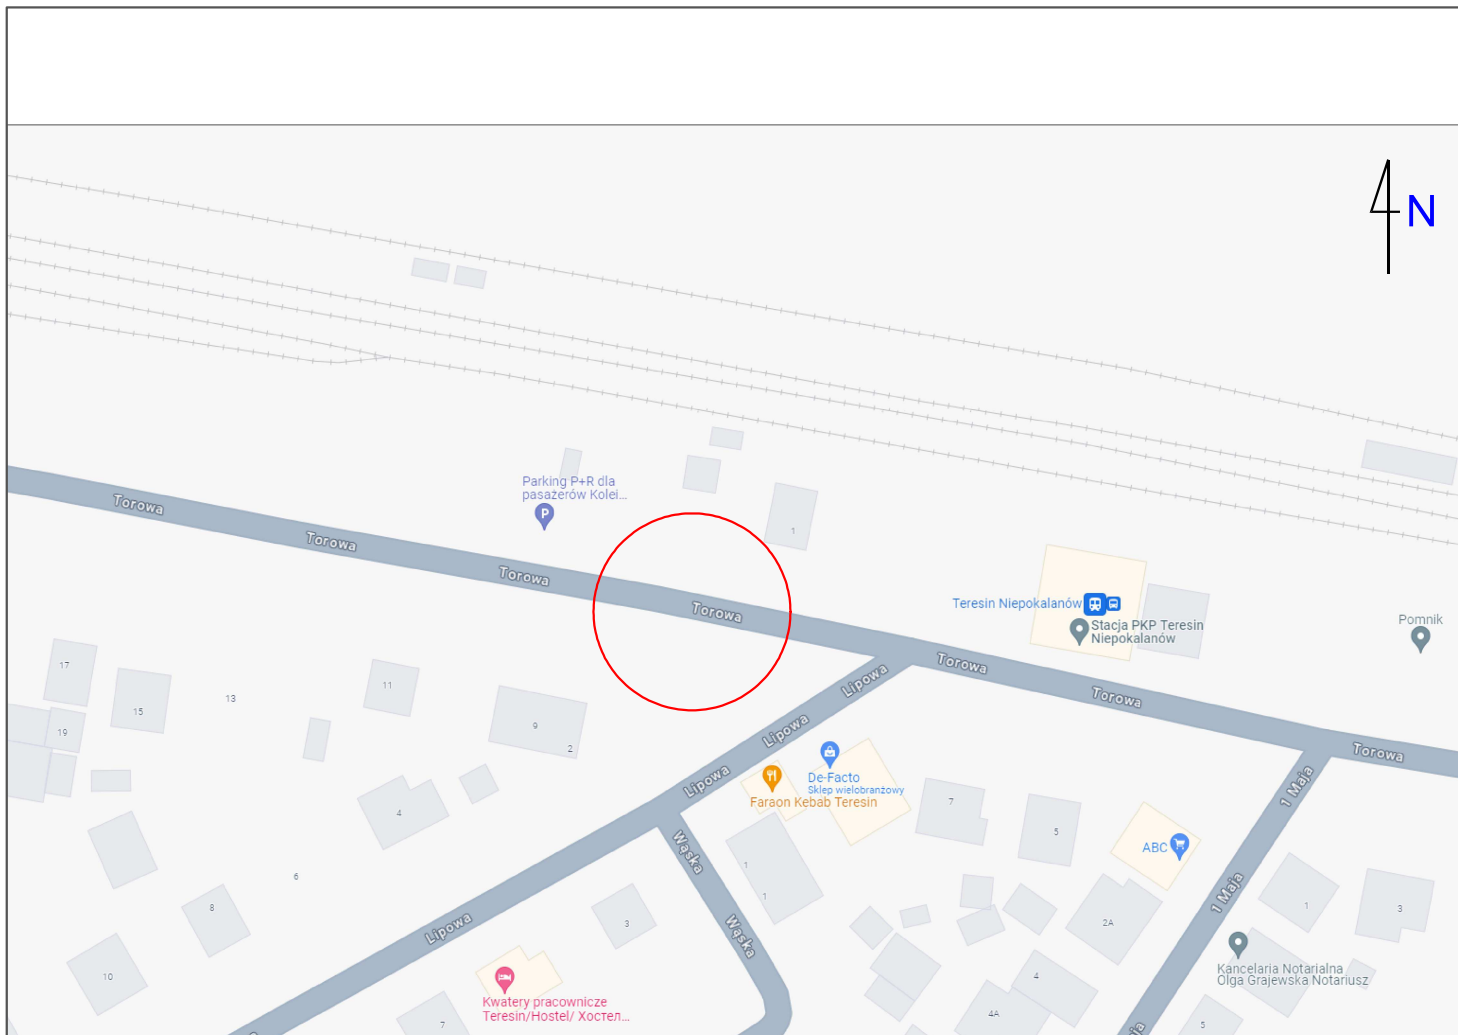 N
Parking P+R dla
pasażerów Kolei...
Torowa
Torowa
Torowa
Torowa
1
Teresin Niepokalanów
Stacja PKP Teresin
Niepokalanów
Pomnik
Torowa
Torowa
Torowa
Lipowa
Lipowa
Lipowa
Lipowa
17
15
13
11
19
9
2
De-Facto
Sklep wielobranżowy
Faraon Kebab Teresin
7
5
ABC
1 Maja
1 Maja
4
6
8
10
3
Wąska
Wąska
1
1
2A
1
3
Kancelaria Notarialna
Olga Grajewska Notariusz
4
4A
5
7
Kwatery pracownicze
Teresin/Hostel/ Хостел...